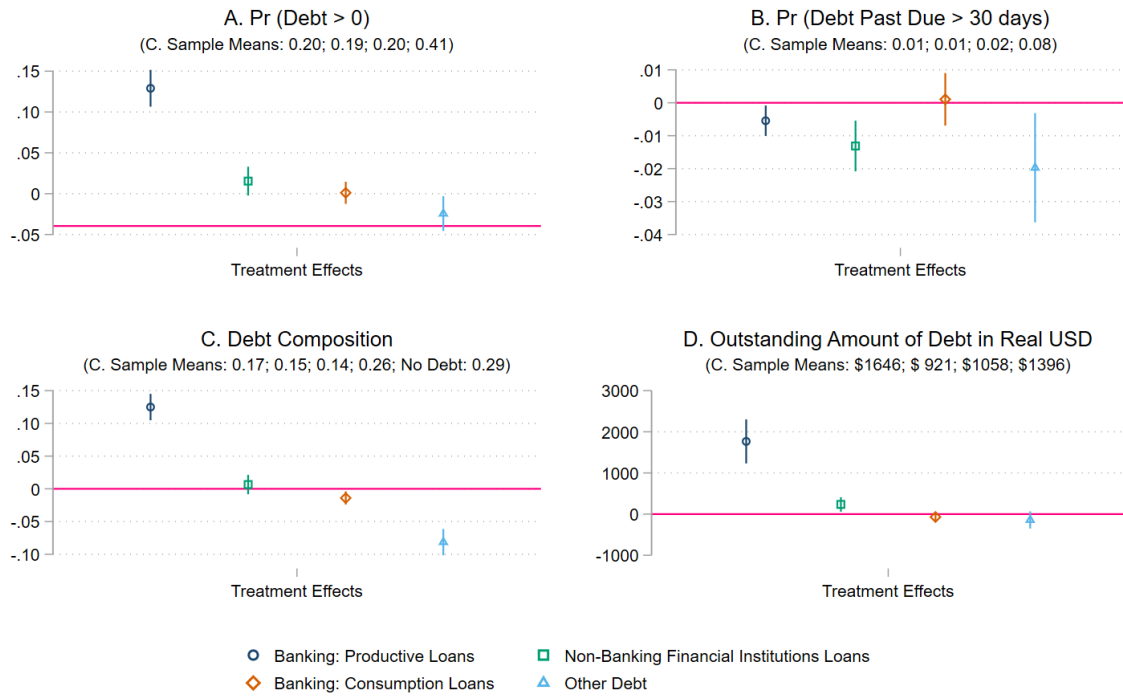 A. Pr (Debt > 0)
(C. Sample Means: 0.20; 0.19; 0.20; 0.41)
.15
.10
.05
0
-.05
Treatment Effects
B. Pr (Debt Past Due > 30 days)
(C. Sample Means: 0.01; 0.01; 0.02; 0.08)
.01
0
-.01
-.02
-.03
-.04
Treatment Effects
C. Debt Composition
(C. Sample Means: 0.17; 0.15; 0.14; 0.26; No Debt: 0.29)
.15
.10
.05
0
-.05
-.10
Treatment Effects
D. Outstanding Amount of Debt in Real USD
(C. Sample Means: $1646; $ 921; $1058; $1396)
3000
2000
1000
0
-1000
Treatment Effects
Banking: Productive Loans
Non-Banking Financial Institutions Loans
Banking: Consumption Loans
Other Debt